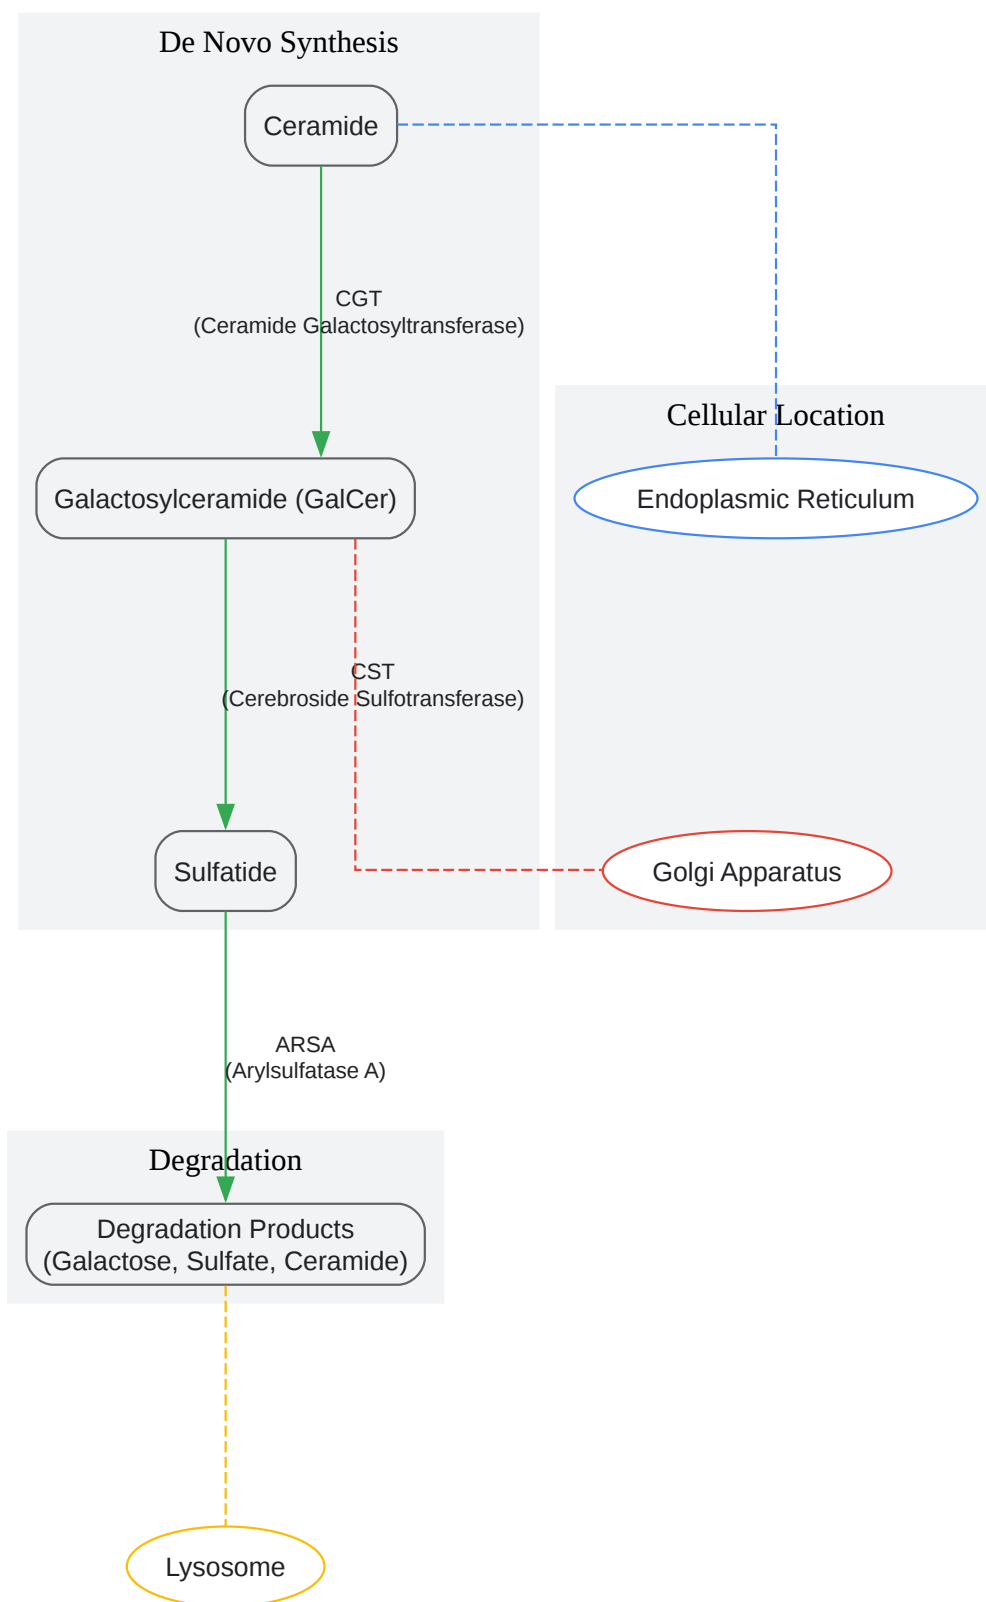 De Novo Synthesis
Ceramide
CGT
(Ceramide Galactosyltransferase)
Cellular Location
Galactosylceramide (GalCer)
Endoplasmic Reticulum
CST
(Cerebroside Sulfotransferase)
Sulfatide
Golgi Apparatus
ARSA
(Arylsulfatase A)
Degradation
Degradation Products
(Galactose, Sulfate, Ceramide)
Lysosome